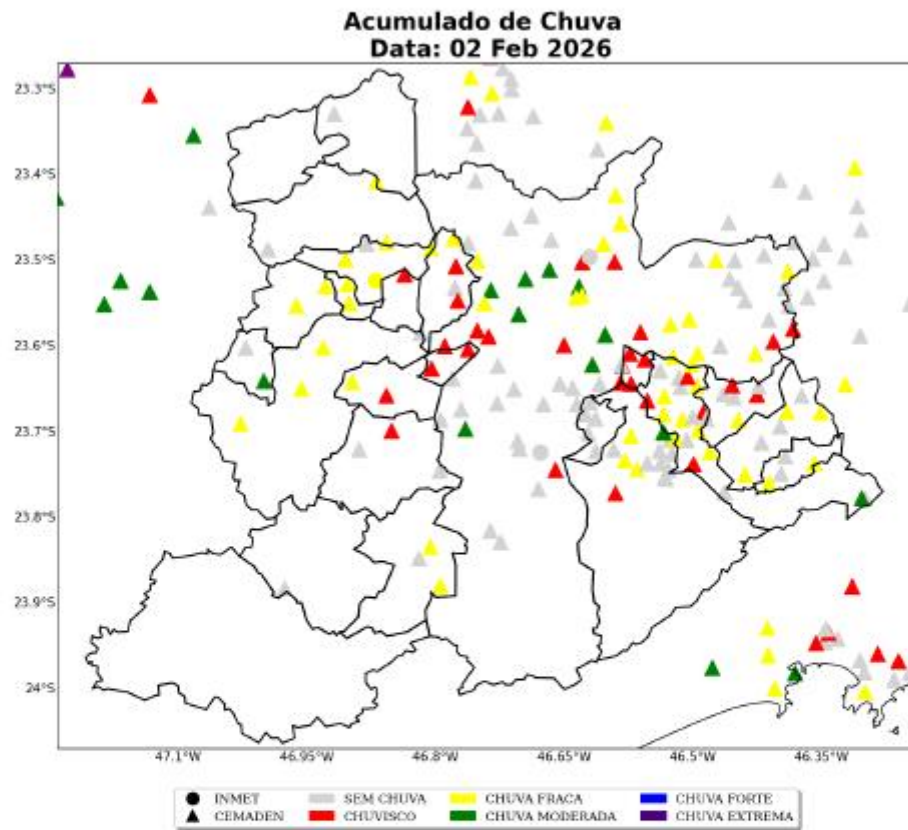 Acumulado de Chuva
Data: 02 Feb 2026
23.3°S
23.4°S
23.5°S
23.6°S
23.7°S
23.8°S
23.9°S
24°S
47.1°W 46.95°W 46.8°W 46.65°W 46.5°W 46.35°W
INMET SEM CHUVA CHUVA FRACA CHUVA FORTE
CEMADEN CHUVISCO CHUVA MODERADA CHUVA EXTREMA